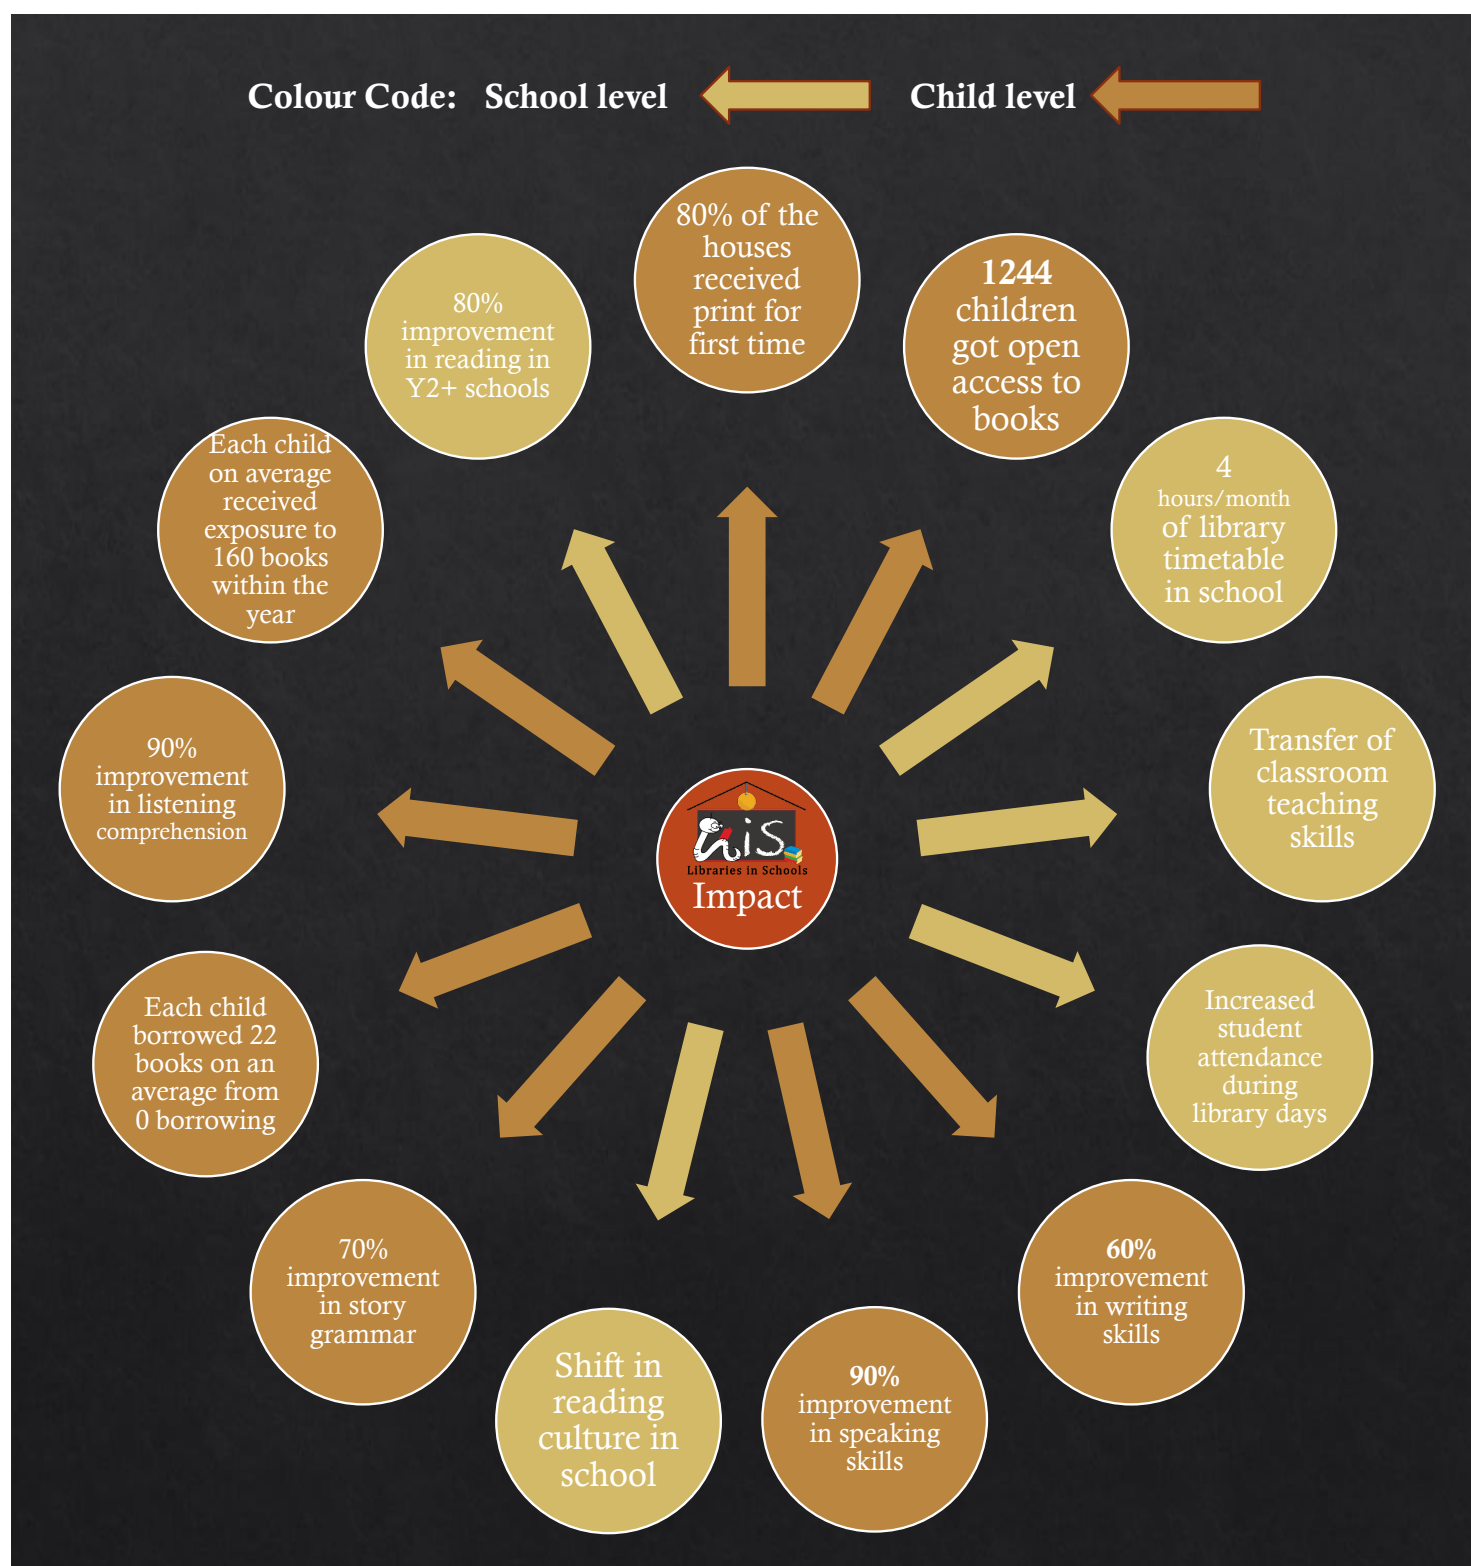 Colour Code: School level Child level
80% of the
houses
received
print for
first time
1244
children
got open
access to
books
4
hours/month
of library
timetable
in school
Transfer of
classroom
teaching
skills
Increased
student
attendance
during
library days
60%
improvement
in writing
skills
90%
improvement
in speaking
skills
Shift in
reading
culture in
school
70%
improvement
in story
grammar
Each child
borrowed 22
books on an
average from
0 borrowing
90%
improvement
in listening
comprehension
Each child
on average
received
exposure to
160 books
within the
year
80%
improvement
in reading in
Y2+ schools
LiS
Libraries in Schools
Impact